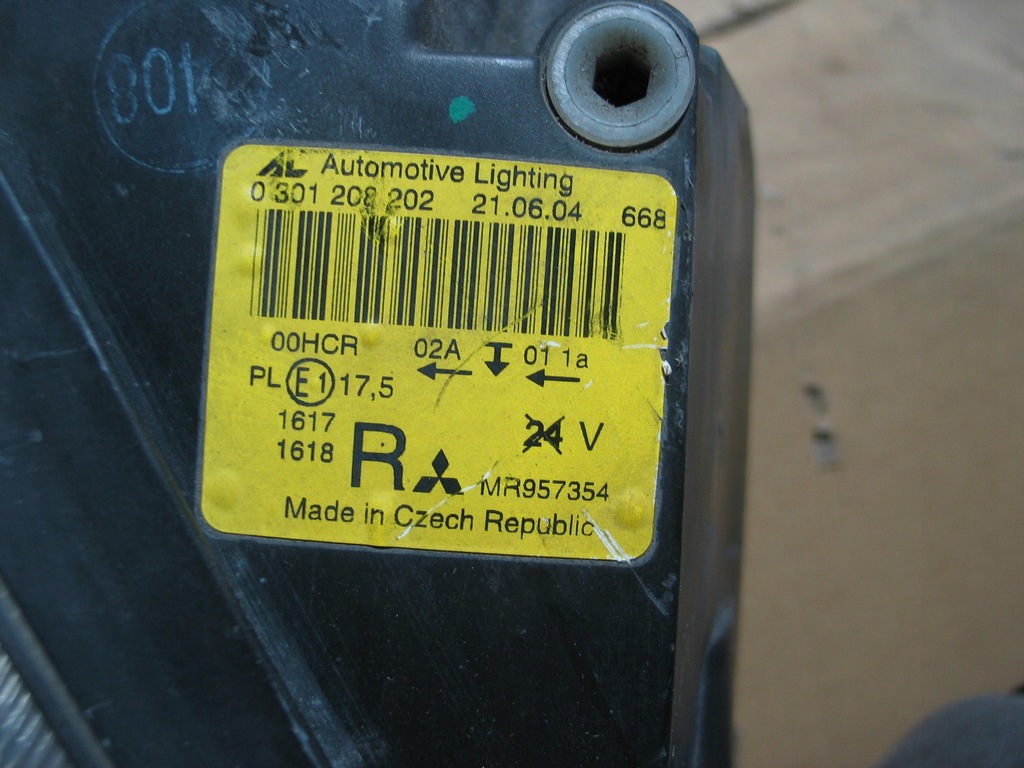 801
AL Automotive Lighting
0 301 208 202 21.06.04 668
00HCR 02A 01 1a
PL E1 17,5
1617
1618
R
24 V
MR957354
Made in Czech Republic